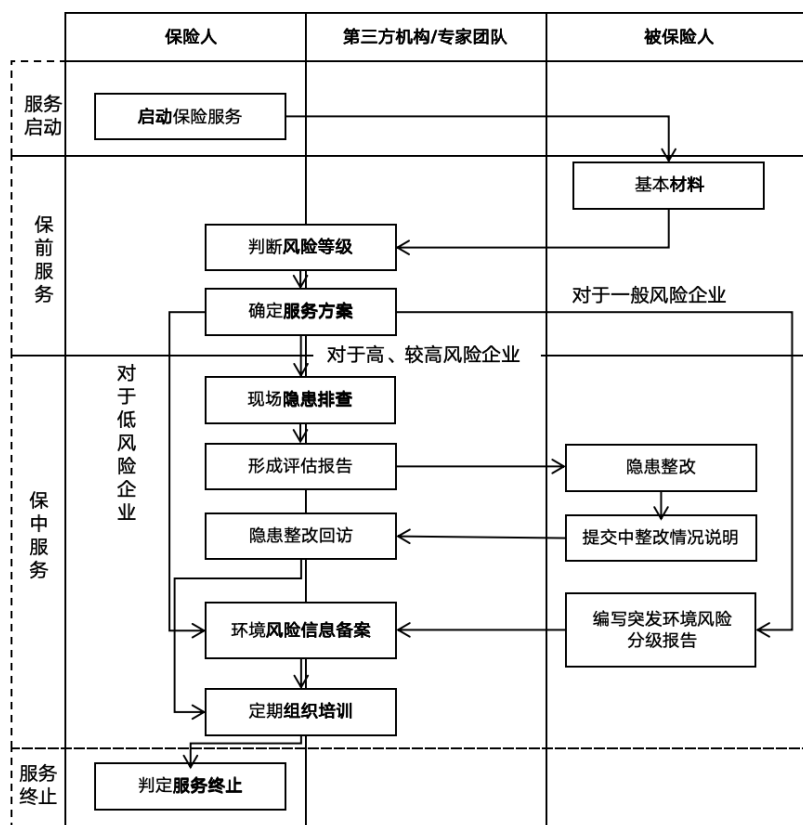 保险人
第三方机构/专家团队
被保险人
服务
启动
启动保险服务
基本材料
保
前
服
务
判断风险等级
确定服务方案
对于一般风险企业
对于高、较高风险企业
对
于
低
风
险
企
业
现场隐患排查
形成评估报告
隐患整改
保
中
服
务
隐患整改回访
提交中整改情况说明
环境风险信息备案
编写突发环境风险
分级报告
定期组织培训
服务
终止
判定服务终止